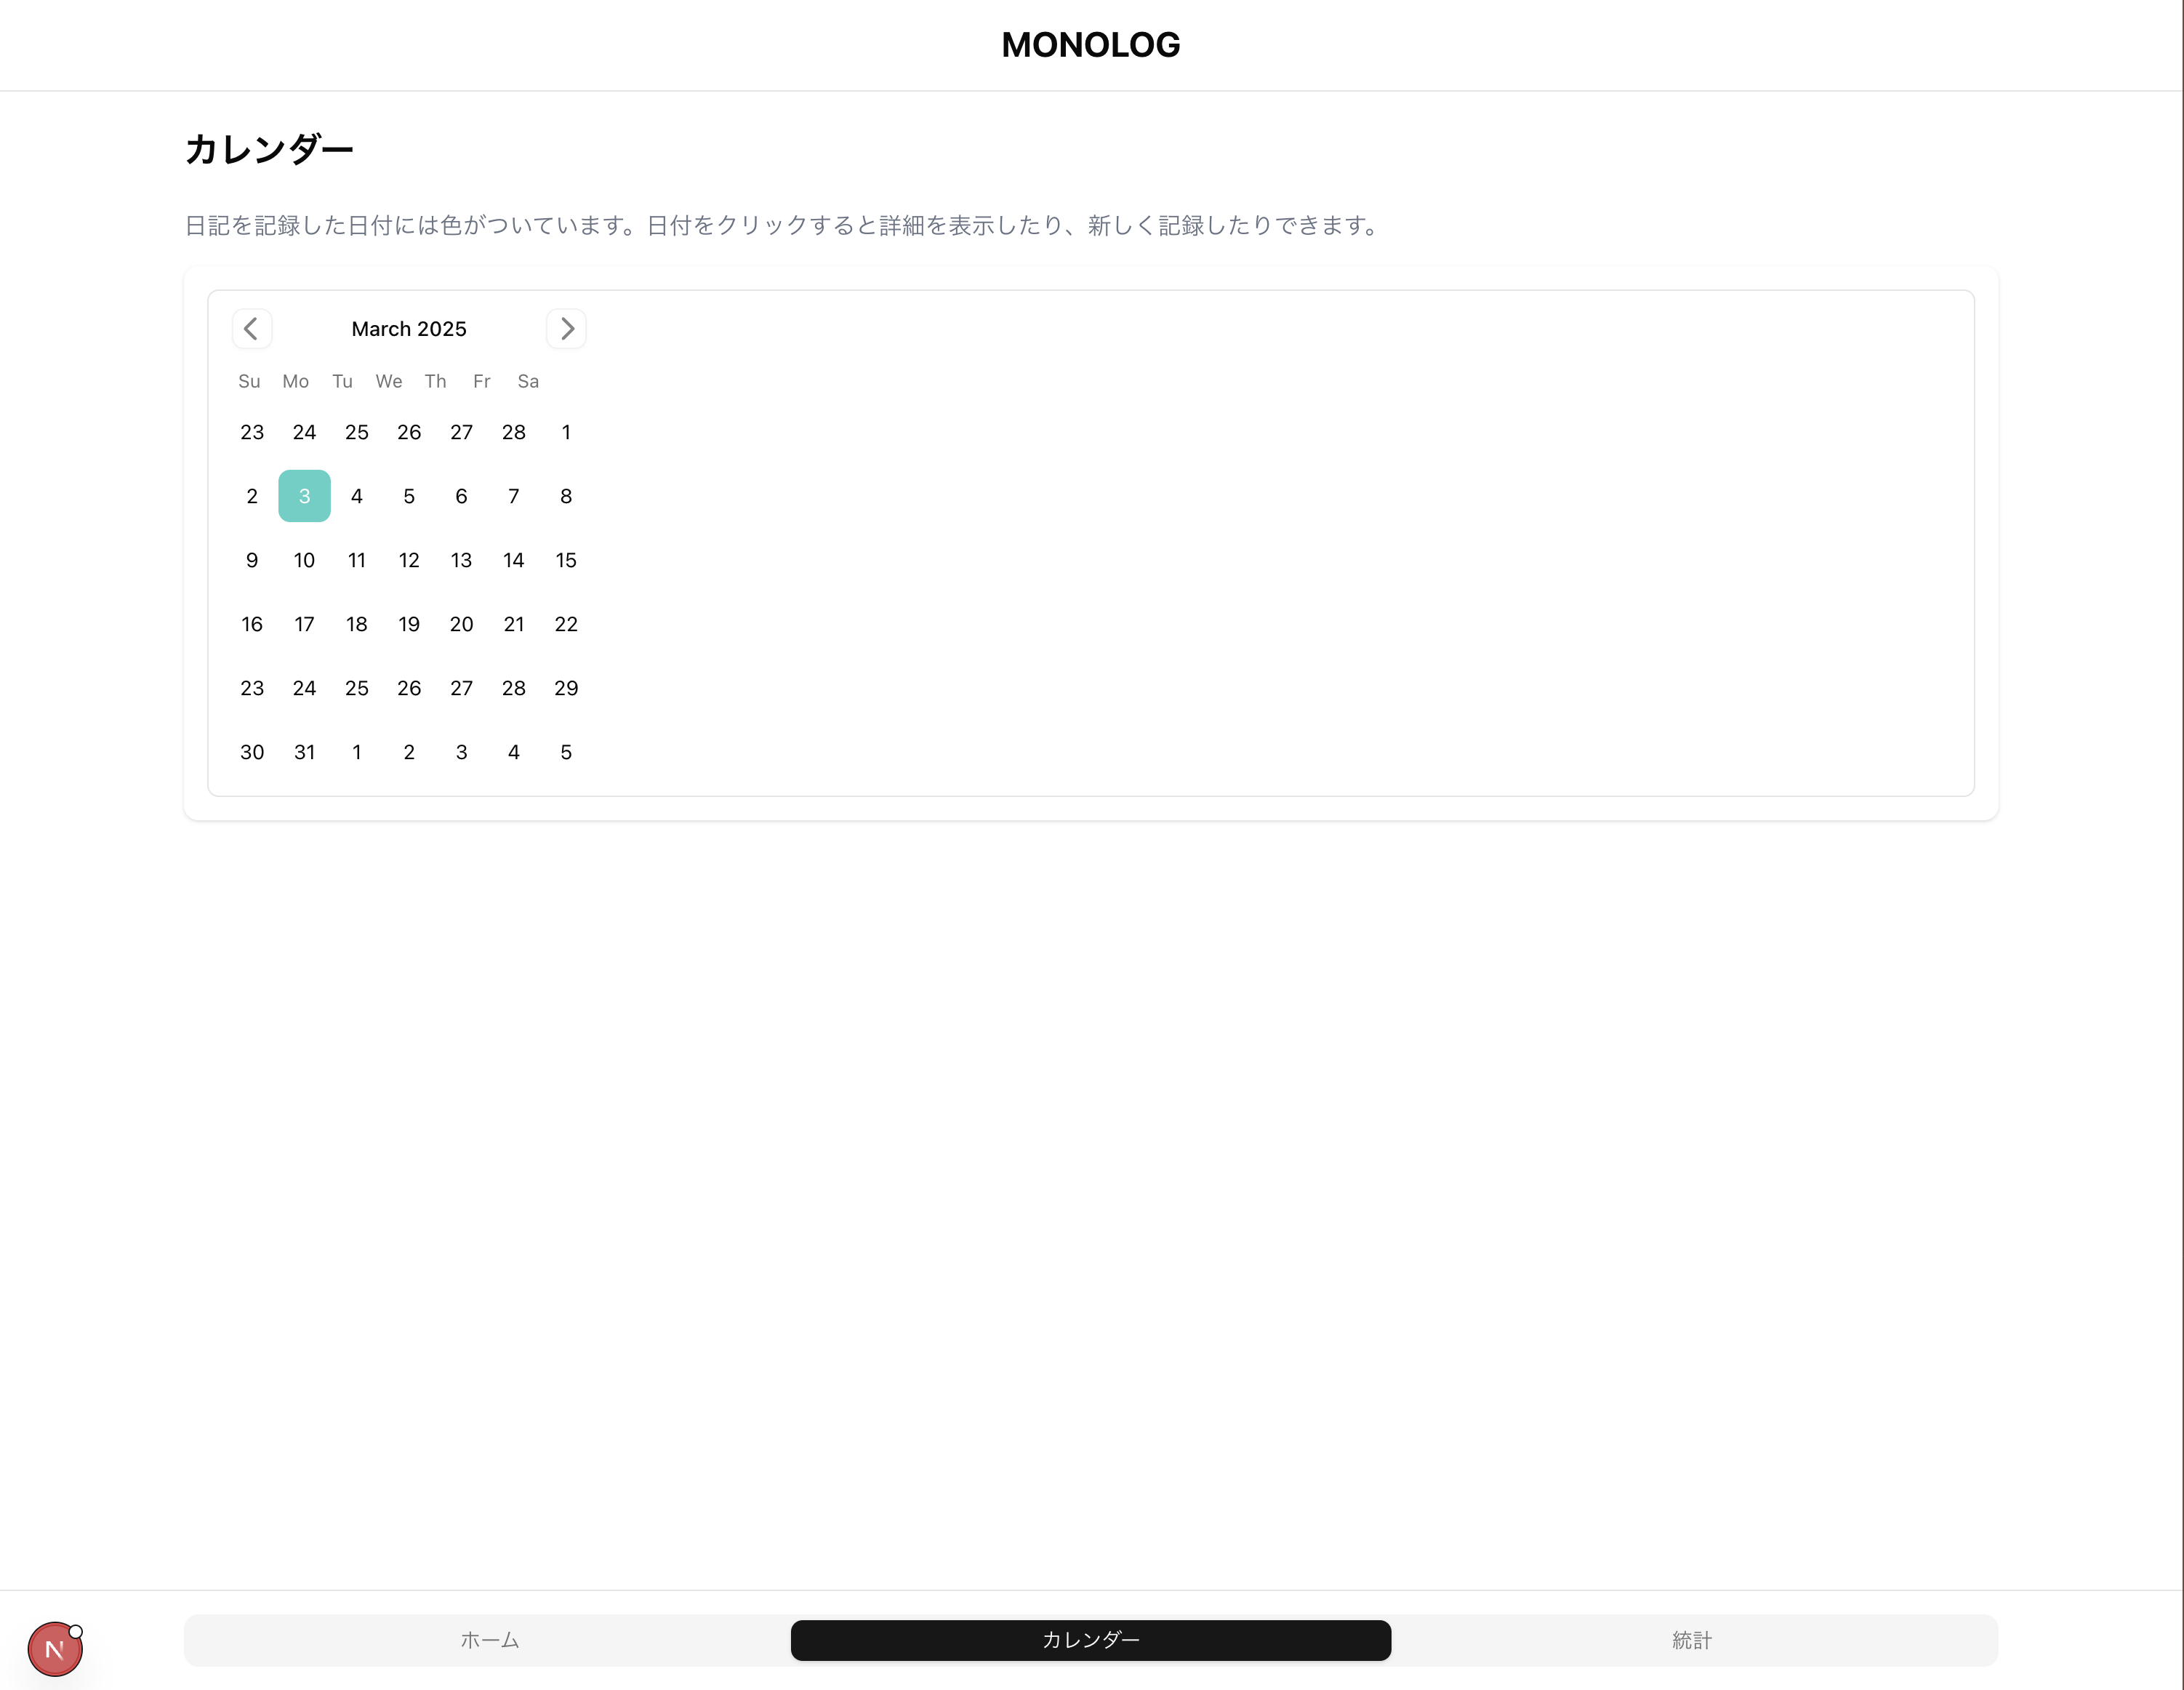 MONOLOG
カレンダー
日記を記録した日付には色がついています。日付をクリックすると詳細を表示したり、新しく記録したりできます。
March 2025
Su Mo Tu We Th Fr Sa
23 24 25 26 27 28 1
2 3 4 5 6 7 8
9 10 11 12 13 14 15
16 17 18 19 20 21 22
23 24 25 26 27 28 29
30 31 1 2 3 4 5
N ホーム カレンダー 統計